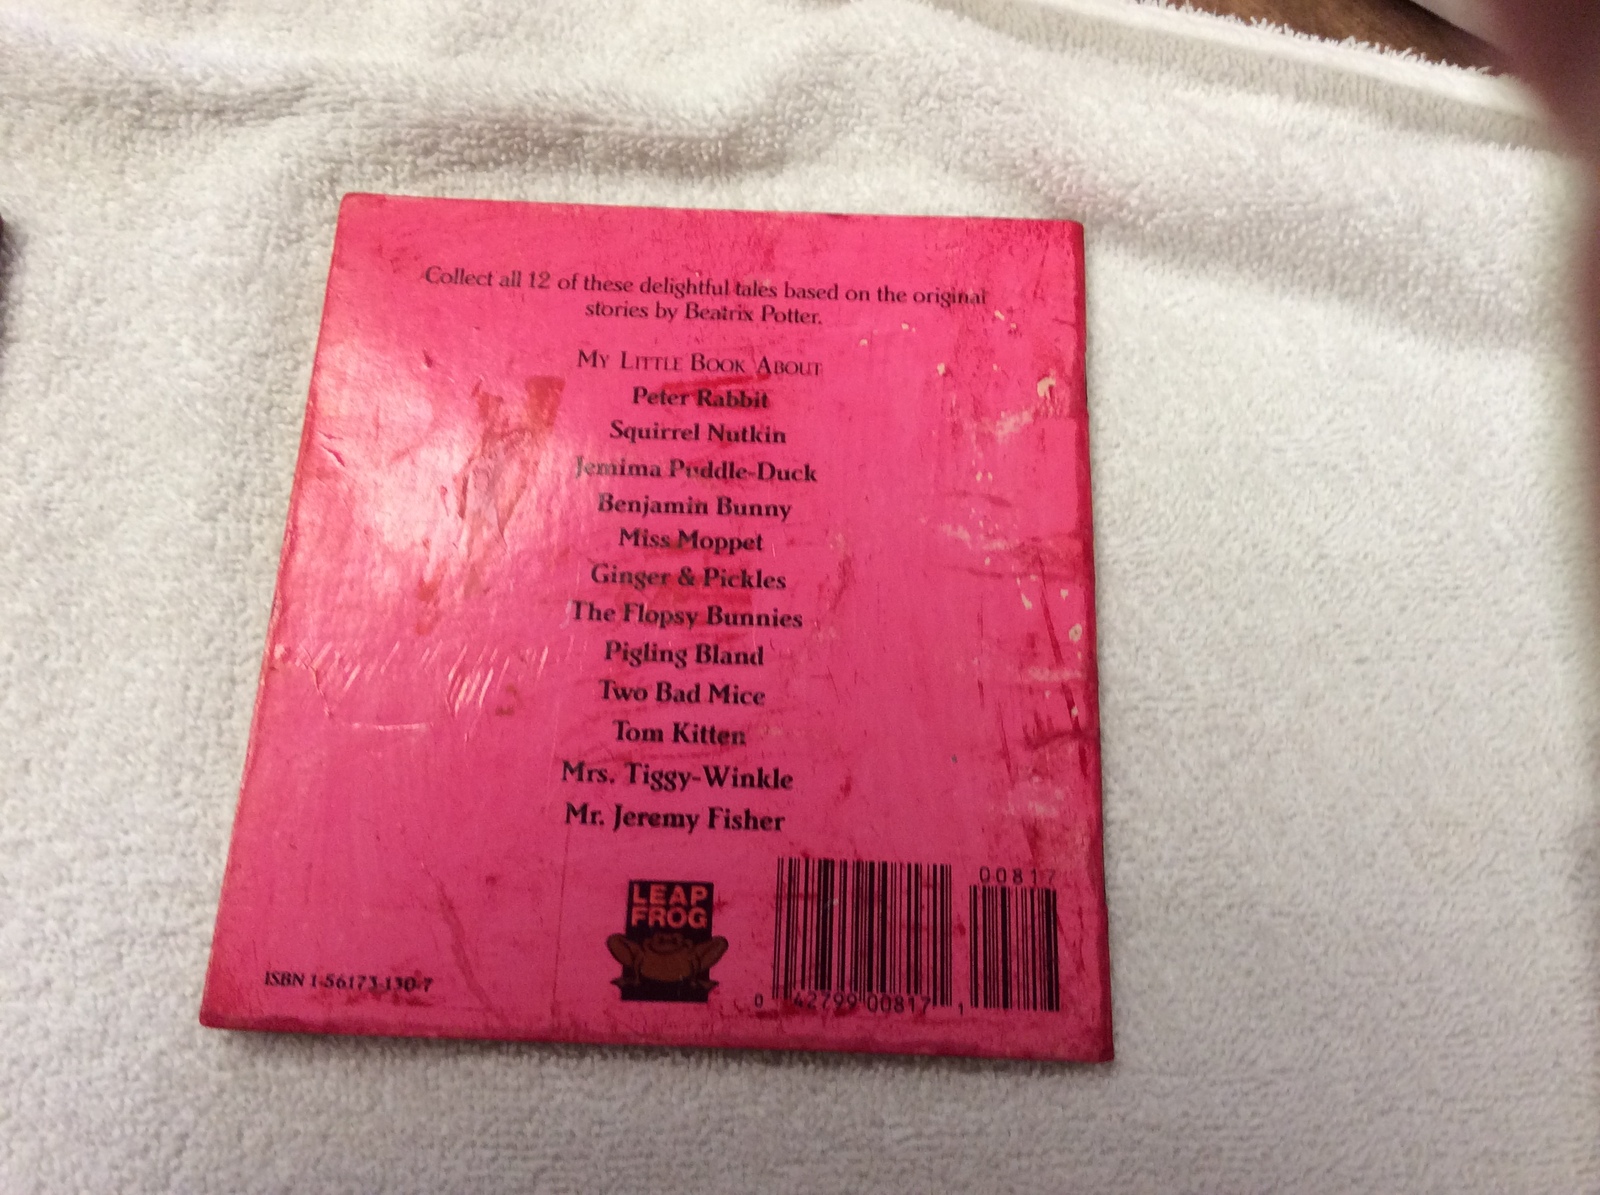 Collect all 12 of these delightful tales based on the original
stories by Beatrix Potter.
MY LITTLE BOOK ABOUT
Peter Rabbit
Squirrel Nutkin
Jemima Puddle-Duck
Benjamin Bunny
Miss Moppet
Ginger & Pickles
The Flopsy Bunnies
Pigling Bland
Two Bad Mice
Tom Kitten
Mrs. Tiggy-Winkle
Mr. Jeremy Fisher
LEAP
FROG
ISBN 1-56173-130-7
00817
0 42799 00817 1